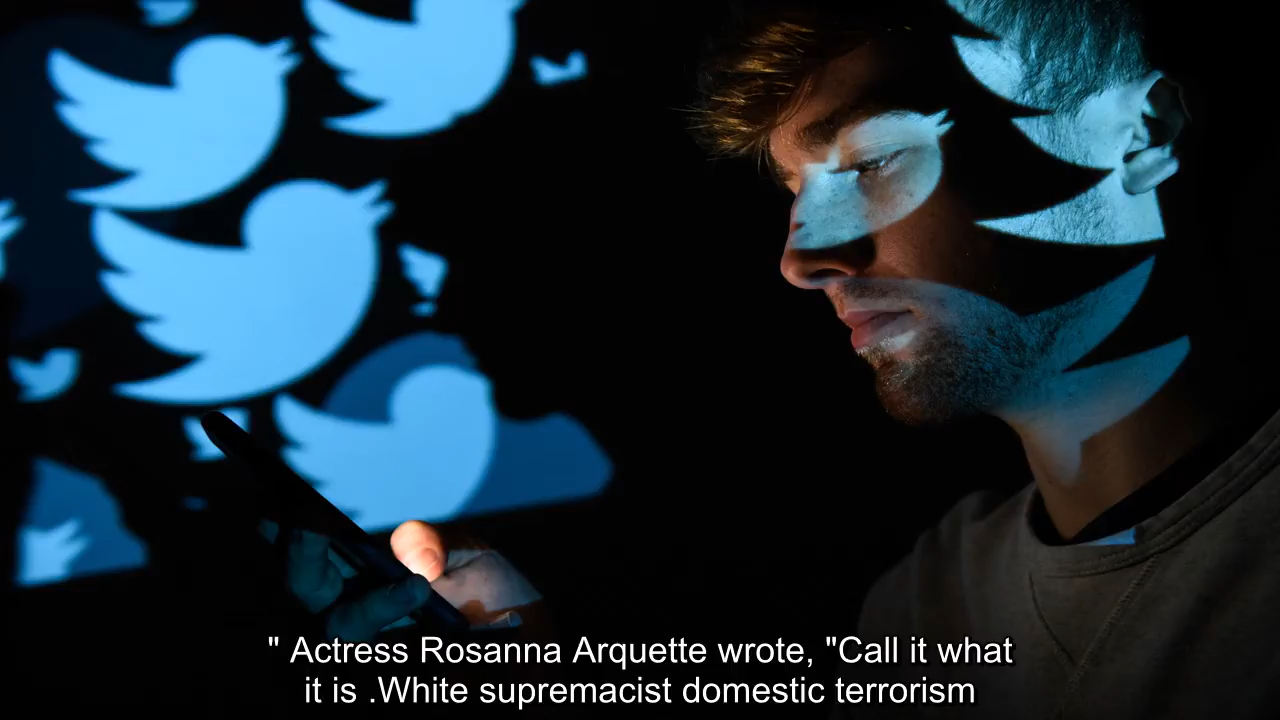 " Actress Rosanna Arquette wrote, "Call it what
it is .White supremacist domestic terrorism